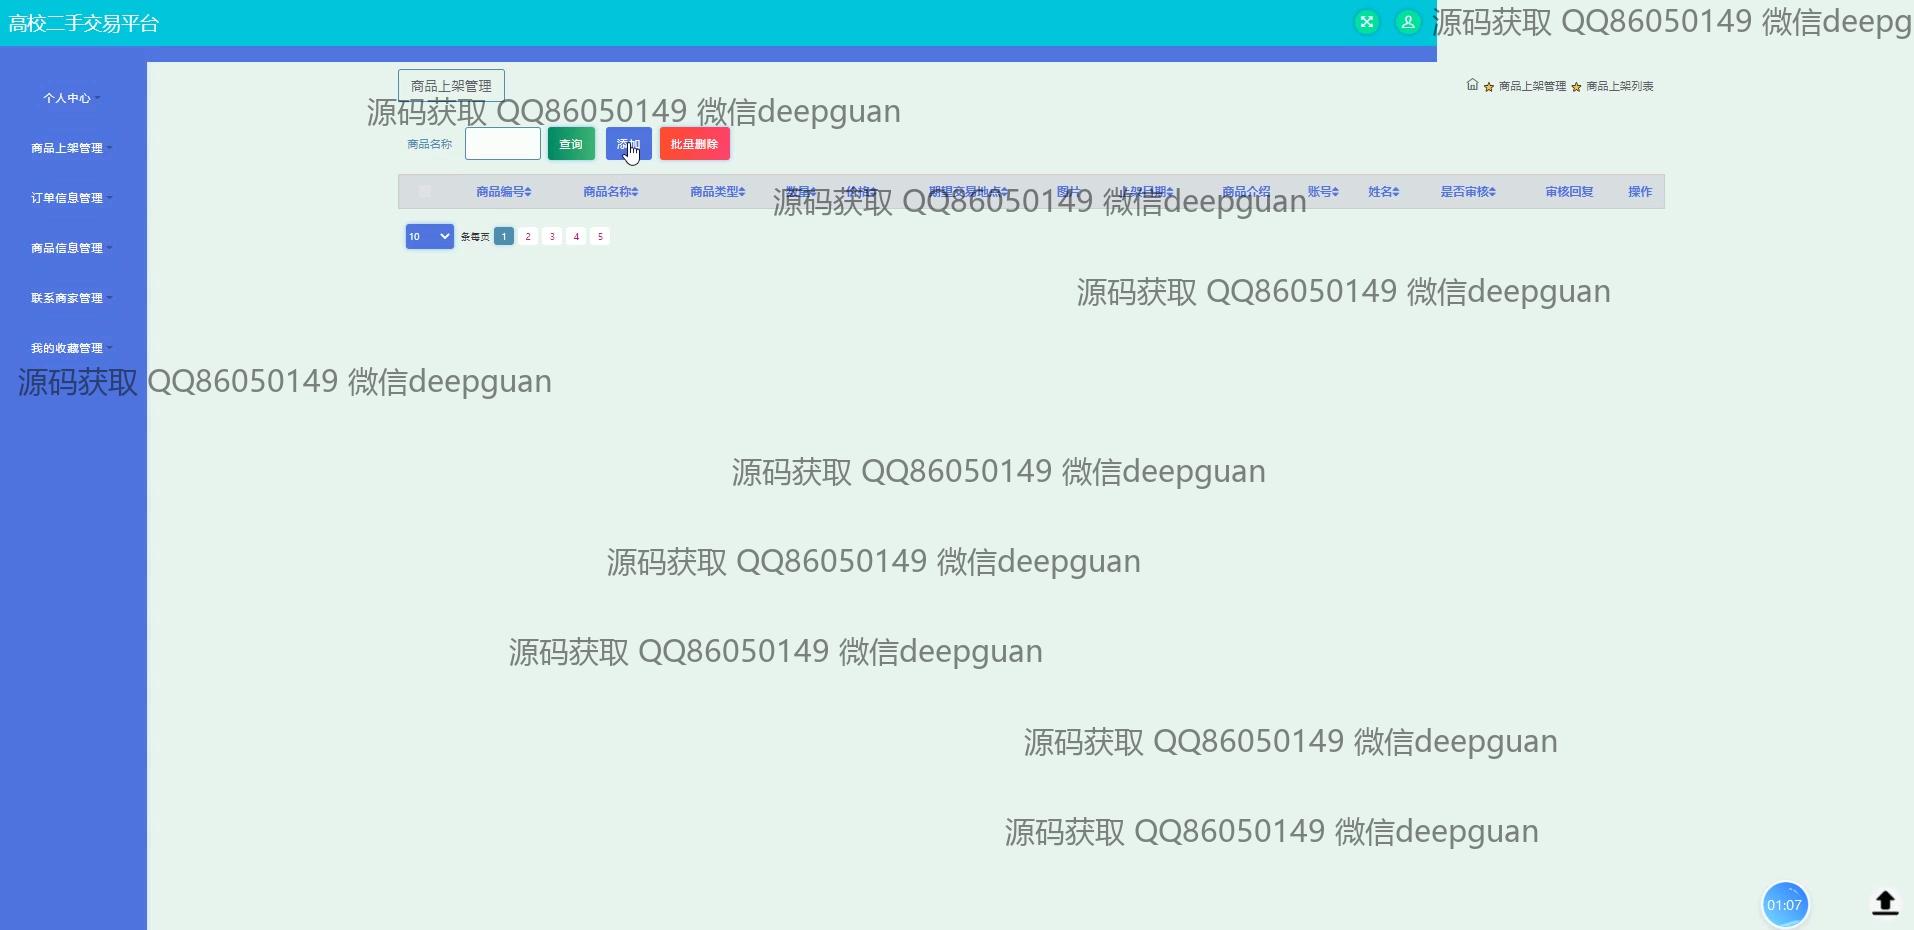 高校二手交易平台
源码获取 QQ86050149 微信deepg
个人中心
商品上架管理
订单信息管理
商品信息管理
联系商家管理
我的收藏管理
商品上架管理
商品上架管理 商品上架列表
源码获取 QQ86050149 微信deepguan
商品名称 查询 添加 批量删除
商品编号 商品名称 商品类型 数量 价格 期望交易地点 图片 上架日期 商品介绍 账号 姓名 是否审核 审核回复 操作
源码获取 QQ86050149 微信deepguan
10 条每页 1 2 3 4 5
源码获取 QQ86050149 微信deepguan
源码获取 QQ86050149 微信deepguan
源码获取 QQ86050149 微信deepguan
源码获取 QQ86050149 微信deepguan
源码获取 QQ86050149 微信deepguan
源码获取 QQ86050149 微信deepguan
源码获取 QQ86050149 微信deepguan
01:07